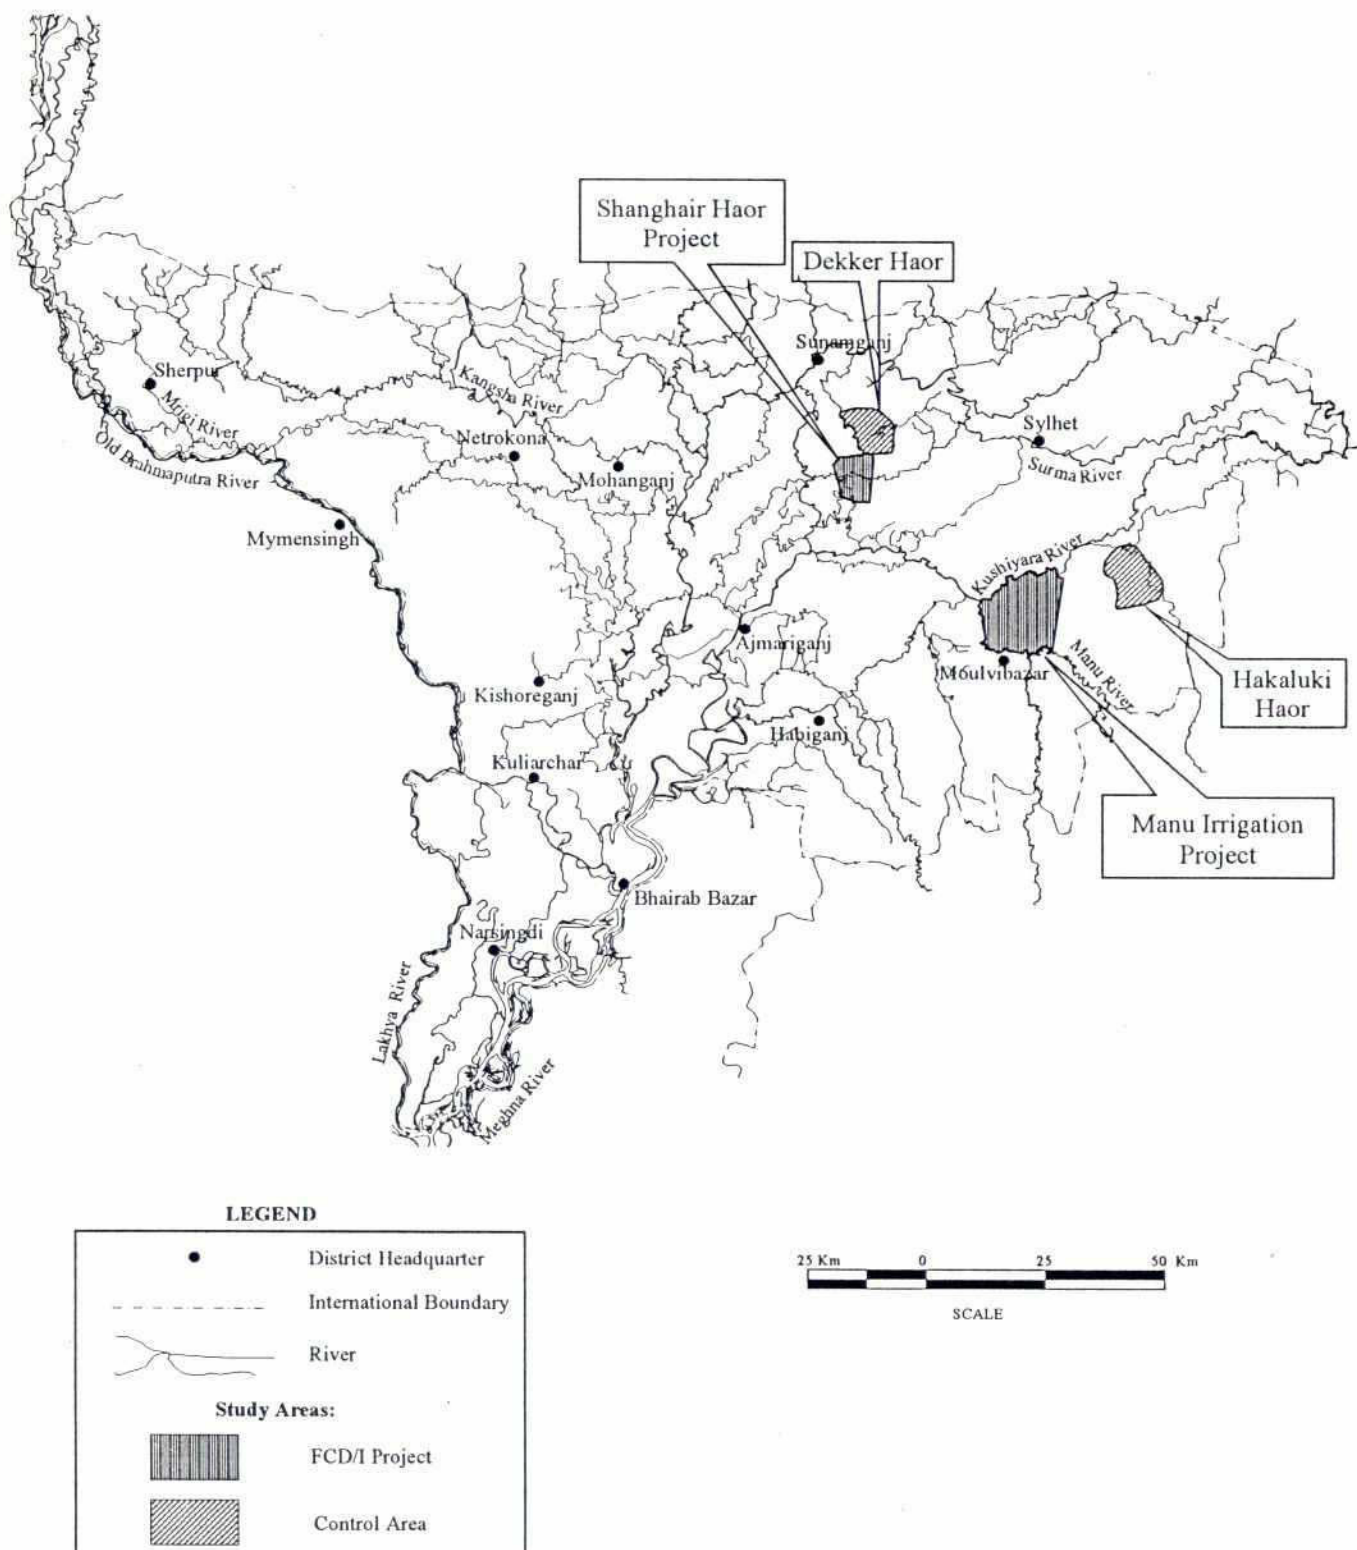 Shanghair Haor
Project
Dekker Haor
Sunamganj
Sherpur
Mrigi River
Kangsha River
Old Brahmaputra River
Netrokona
Mohanganj
Sylhet
Surma River
Mymensingh
Kushiyara River
Ajmariganj
Moulvibazar
Manu River
Hakaluki
Haor
Kishoreganj
Habiganj
Kuliarchar
Manu Irrigation
Project
Bhairab Bazar
Narsingdi
Lakhya River
Meghna River
LEGEND
District Headquarter
International Boundary
River
Study Areas:
FCD/I Project
Control Area
25 Km 0 25 50 Km
SCALE